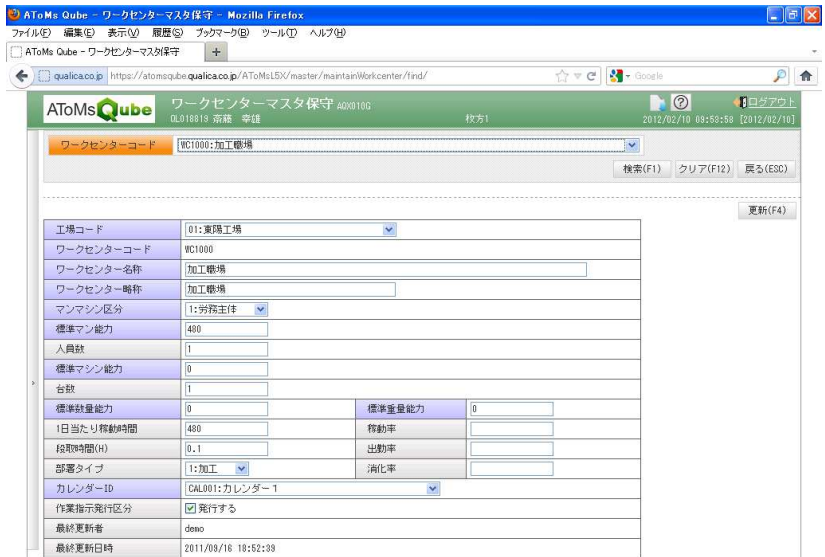 AToMs Qube - ワークセンターマスタ保守 - Mozilla Firefox
ファイル(F) 編集(E) 表示(V) 履歴(S) ブックマーク(B) ツール(T) ヘルプ(H)
AToMs Qube - ワークセンターマスタ保守 +
qualica.co.jp https://atomsqube.qualica.co.jp/AToMsL5X/master/maintainWorkcenter/find/ Google
AToMsQube ワークセンターマスタ保守 AQX010G ログアウト
QL018819 斎藤 幸雄 枚方1 2012/02/10 09:53:58 [2012/02/10]
ワークセンターコード WC1000:加工職場
検索(F1) クリア(F12) 戻る(ESC)
更新(F4)
工場コード 01:東陽工場
ワークセンターコード WC1000
ワークセンター名称 加工職場
ワークセンター略称 加工職場
マンマシン区分 1:労務主体
標準マン能力 480
人員数 1
標準マシン能力 0
台数 1
標準数量能力 0 標準重量能力 0
1日当たり稼動時間 480 稼動率
段取時間(H) 0.1 出勤率
部署タイプ 1:加工 消化率
カレンダーID CAL001:カレンダー1
作業指示発行区分 発行する
最終更新者 demo
最終更新日時 2011/09/16 18:52:39